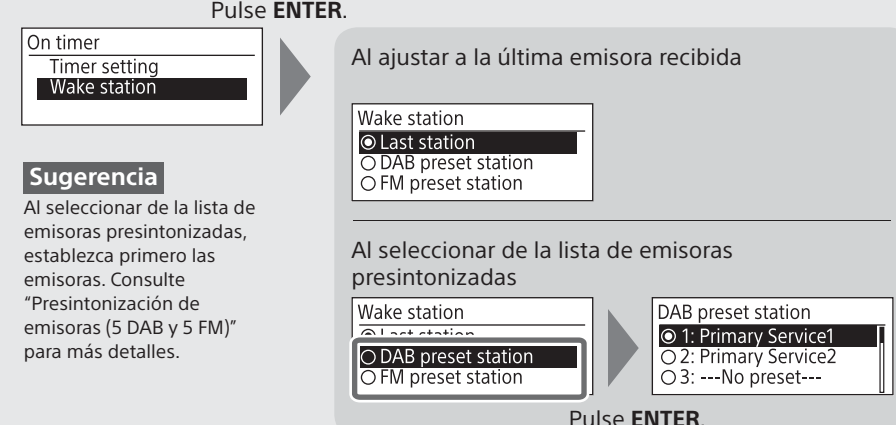 Pulse ENTER.
On timer
Timer setting
Wake station
Sugerencia
Al seleccionar de la lista de
emisoras presintonizadas,
establezca primero las
emisoras. Consulte
“Presintonización de
emisoras (5 DAB y 5 FM)”
para más detalles.
Al ajustar a la última emisora recibida
Wake station
Last station
DAB preset station
FM preset station
Al seleccionar de la lista de emisoras
presintonizadas
Wake station
Last station
DAB preset station
FM preset station
DAB preset station
1: Primary Service1
2: Primary Service2
3: ---No preset---
Pulse ENTER.